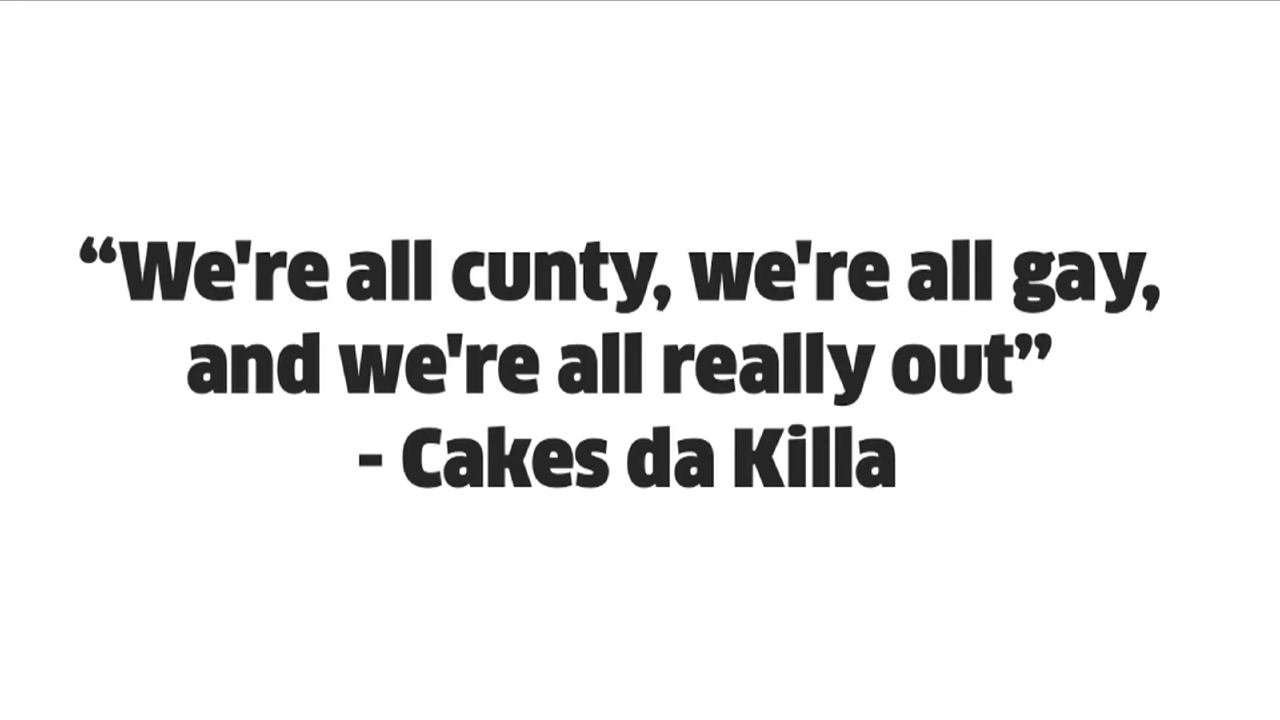 “We're all cunty, we're all gay,
and we're all really out”
- Cakes da Killa